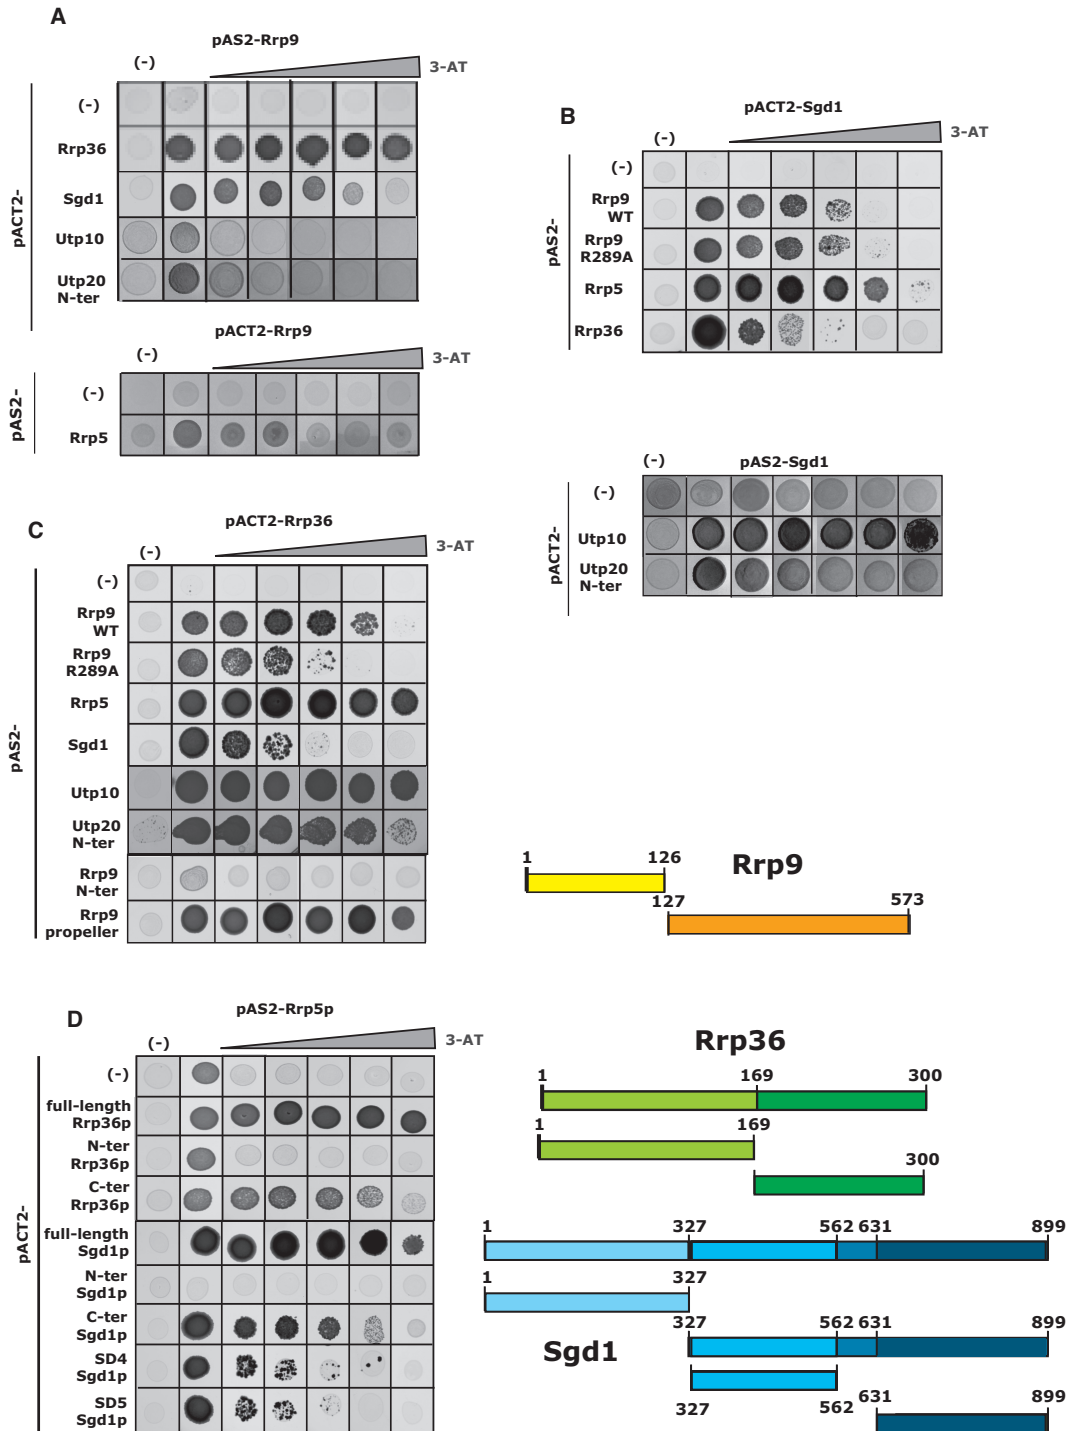 A
pAS2-Rrp9
(-)
3-AT
pACT2-
(-)
Rrp36
Sgd1
Utp10
Utp20
N-ter
pACT2-Rrp9
(-)
3-AT
pAS2-
(-)
Rrp5
B
pACT2-Sgd1
(-)
3-AT
pAS2-
(-)
Rrp9
WT
Rrp9
R289A
Rrp5
Rrp36
(-)
pAS2-Sgd1
pACT2-
(-)
Utp10
Utp20
N-ter
C
pACT2-Rrp36
(-)
3-AT
pAS2-
(-)
Rrp9
WT
Rrp9
R289A
Rrp5
Sgd1
Utp10
Utp20
N-ter
Rrp9
N-ter
Rrp9
propeller
1
126
Rrp9
127
573
D
pAS2-Rrp5p
(-)
3-AT
pACT2-
(-)
full-length
Rrp36p
N-ter
Rrp36p
C-ter
Rrp36p
full-length
Sgd1p
N-ter
Sgd1p
C-ter
Sgd1p
SD4
Sgd1p
SD5
Sgd1p
Rrp36
1 169 300
1 169
300
1 327 562 631 899
1 327
327 562 631 899
Sgd1
327 562 631 899